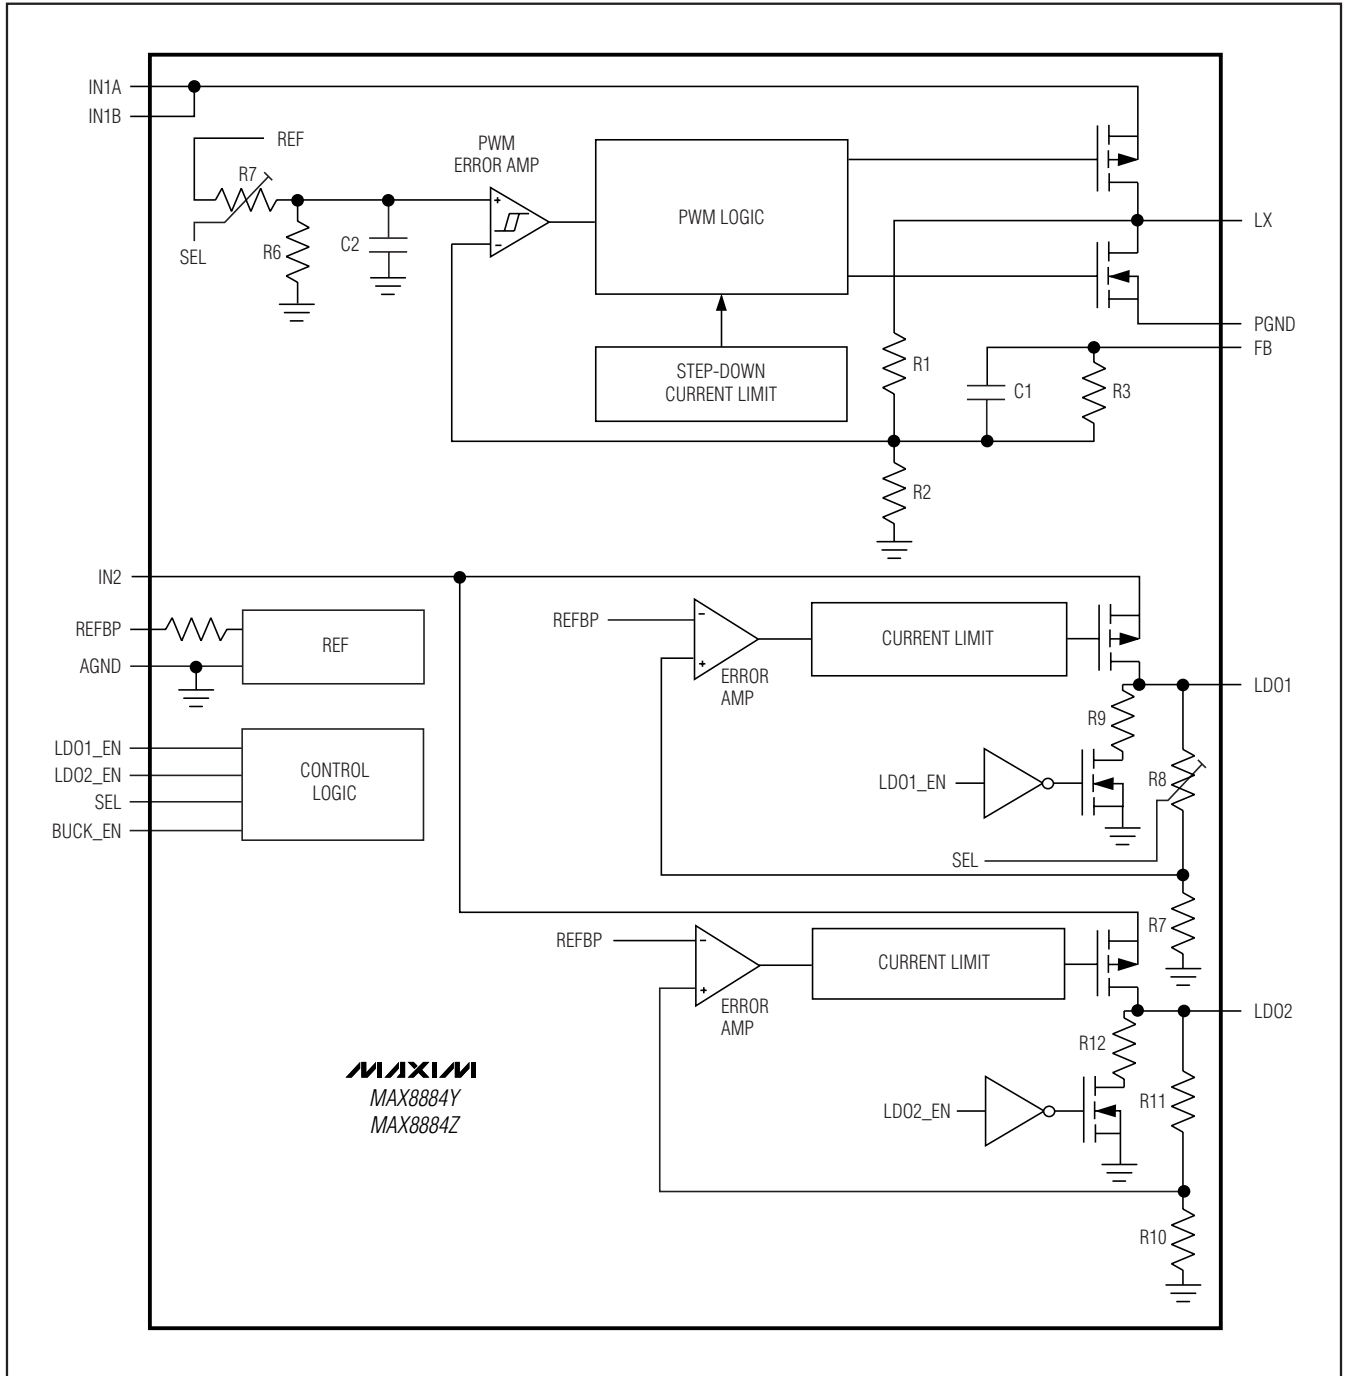 IN1A
IN1B
REF
R7
SEL
R6
C2
PWM
ERROR AMP
+
-
PWM LOGIC
STEP-DOWN
CURRENT LIMIT
LX
PGND
FB
R1
C1
R3
R2
IN2
REFBP
AGND
REF
LDO1_EN
LDO2_EN
SEL
BUCK_EN
CONTROL
LOGIC
REFBP
-
+
ERROR
AMP
CURRENT LIMIT
LDO1
R9
LDO1_EN
R8
SEL
R7
REFBP
-
+
ERROR
AMP
CURRENT LIMIT
LDO2
R12
LDO2_EN
R11
R10
MAXIM
MAX8884Y
MAX8884Z